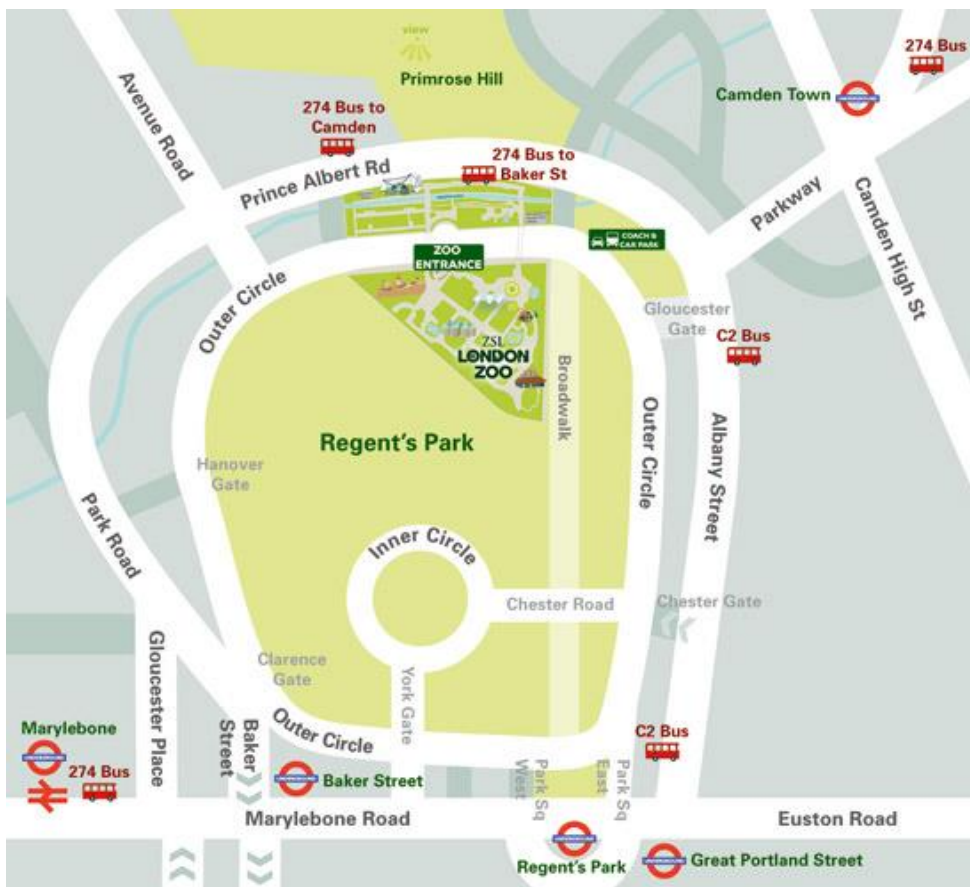 view
Primrose Hill
274 Bus
Camden Town
Avenue Road
274 Bus to
Camden
274 Bus to
Baker St
Prince Albert Rd
Parkway
Camden High St
COACH &
CAR PARK
ZOO
ENTRANCE
Outer Circle
Gloucester
Gate
C2 Bus
ZSL
LONDON
ZOO
Broadwalk
Outer Circle
Albany Street
Regent's Park
Hanover
Gate
Park Road
Inner Circle
Chester Road
Chester Gate
Gloucester Place
Clarence
Gate
York Gate
Outer Circle
Baker
Street
Marylebone
274 Bus
Baker Street
C2 Bus
Park Sq
West
Park Sq
East
Marylebone Road
Euston Road
Regent's Park
Great Portland Street